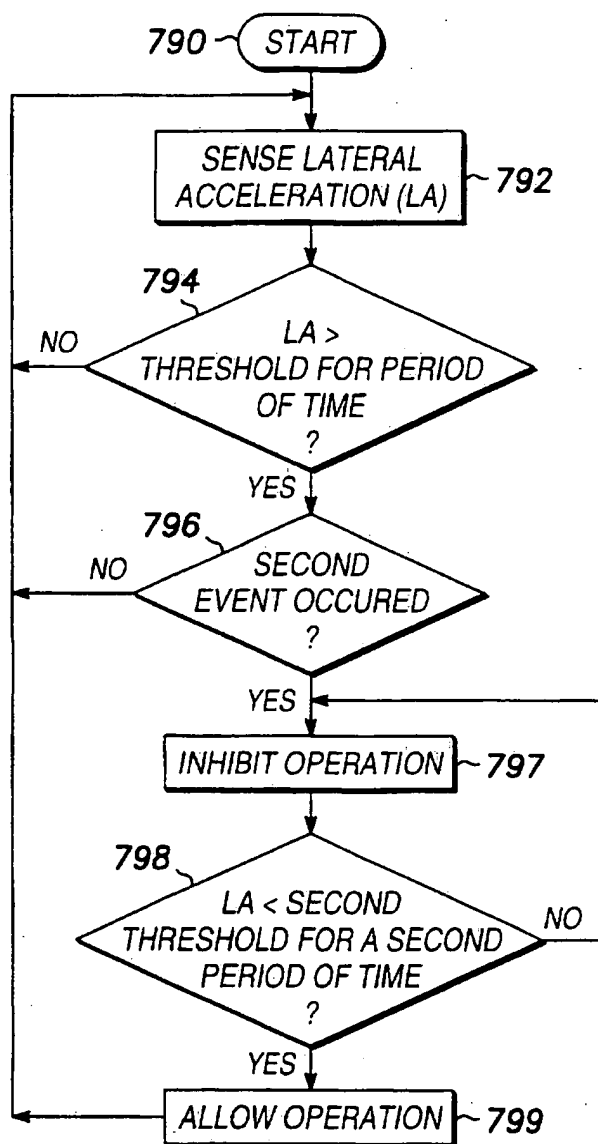 790
START
SENSE LATERAL
ACCELERATION (LA)
792
794
LA >
THRESHOLD FOR PERIOD
OF TIME
?
NO
YES
796
SECOND
EVENT OCCURED
?
NO
YES
INHIBIT OPERATION
797
798
LA < SECOND
THRESHOLD FOR A SECOND
PERIOD OF TIME
?
NO
YES
ALLOW OPERATION
799